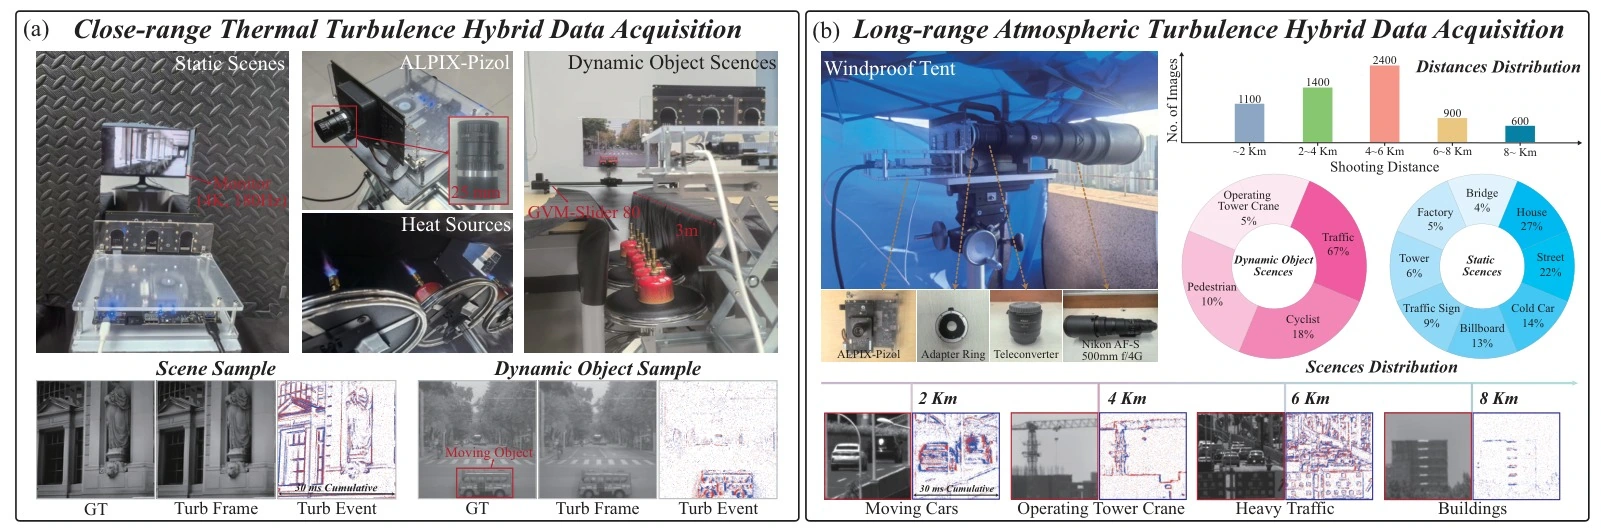 (a) Close-range Thermal Turbulence Hybrid Data Acquisition
Static Scenes
ALPIX-Pizol
25 mm
Heat Sources
Dynamic Object Scences
GVM-Slider 80
3m
Scene Sample
30 ms Cumulative
GT
Turb Frame
Turb Event
Dynamic Object Sample
Moving Object
GT
Turb Frame
Turb Event
(b) Long-range Atmospheric Turbulence Hybrid Data Acquisition
Windproof Tent
ALPIX-Pizol
Adapter Ring
Teleconverter
Nikon AF-S
500mm f/4G
Distances Distribution
No. of Images
1100
1400
2400
900
600
~2 Km
2~4 Km
4~6 Km
6~8 Km
8~ Km
Shooting Distance
Operating
Tower Crane
5%
Traffic
67%
Pedestrian
10%
Cyclist
18%
Dynamic Object
Scences
Bridge
4%
House
27%
Factory
5%
Street
22%
Tower
6%
Cold Car
14%
Traffic Sign
9%
Billboard
13%
Static
Scences
Scences Distribution
2 Km
4 Km
6 Km
8 Km
30 ms Cumulative
Moving Cars
Operating Tower Crane
Heavy Traffic
Buildings